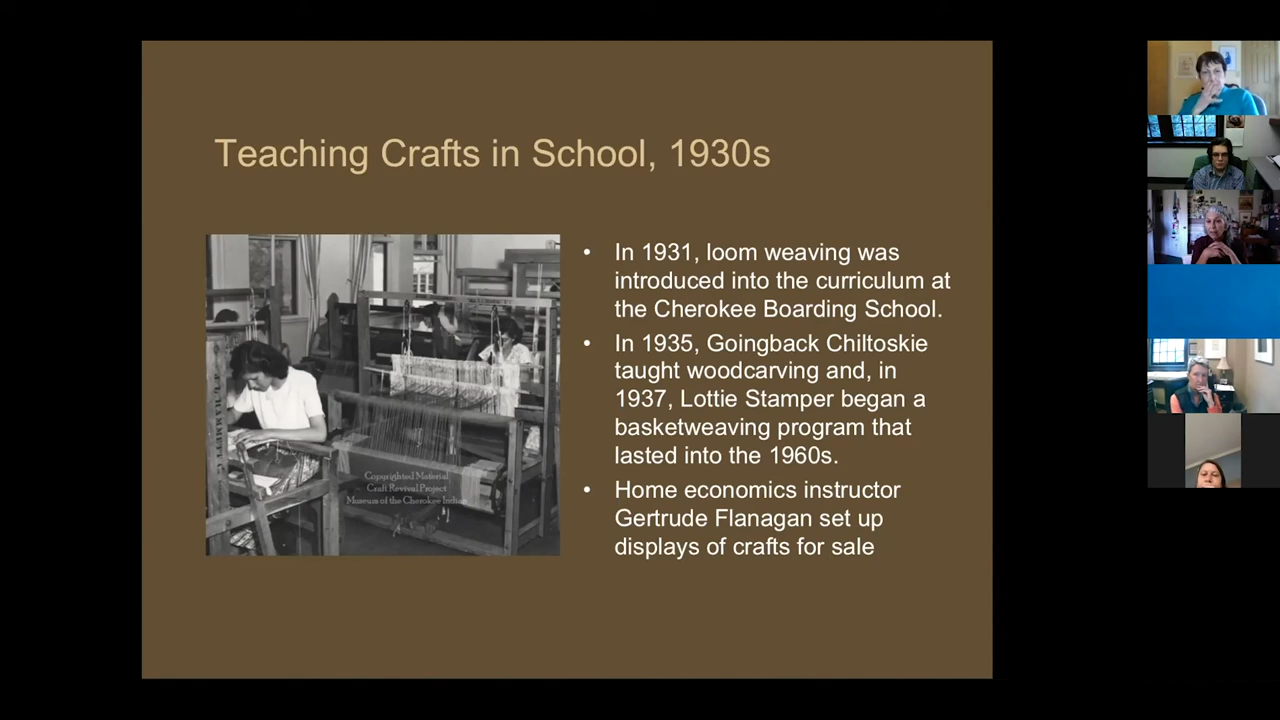 Teaching Crafts in School, 1930s
• In 1931, loom weaving was
introduced into the curriculum at
the Cherokee Boarding School.
• In 1935, Goingback Chiltoskie
taught woodcarving and, in
1937, Lottie Stamper began a
basketweaving program that
lasted into the 1960s.
• Home economics instructor
Gertrude Flanagan set up
displays of crafts for sale
Copyrighted Material
Craft Revival Project
Museum of the Cherokee Indian